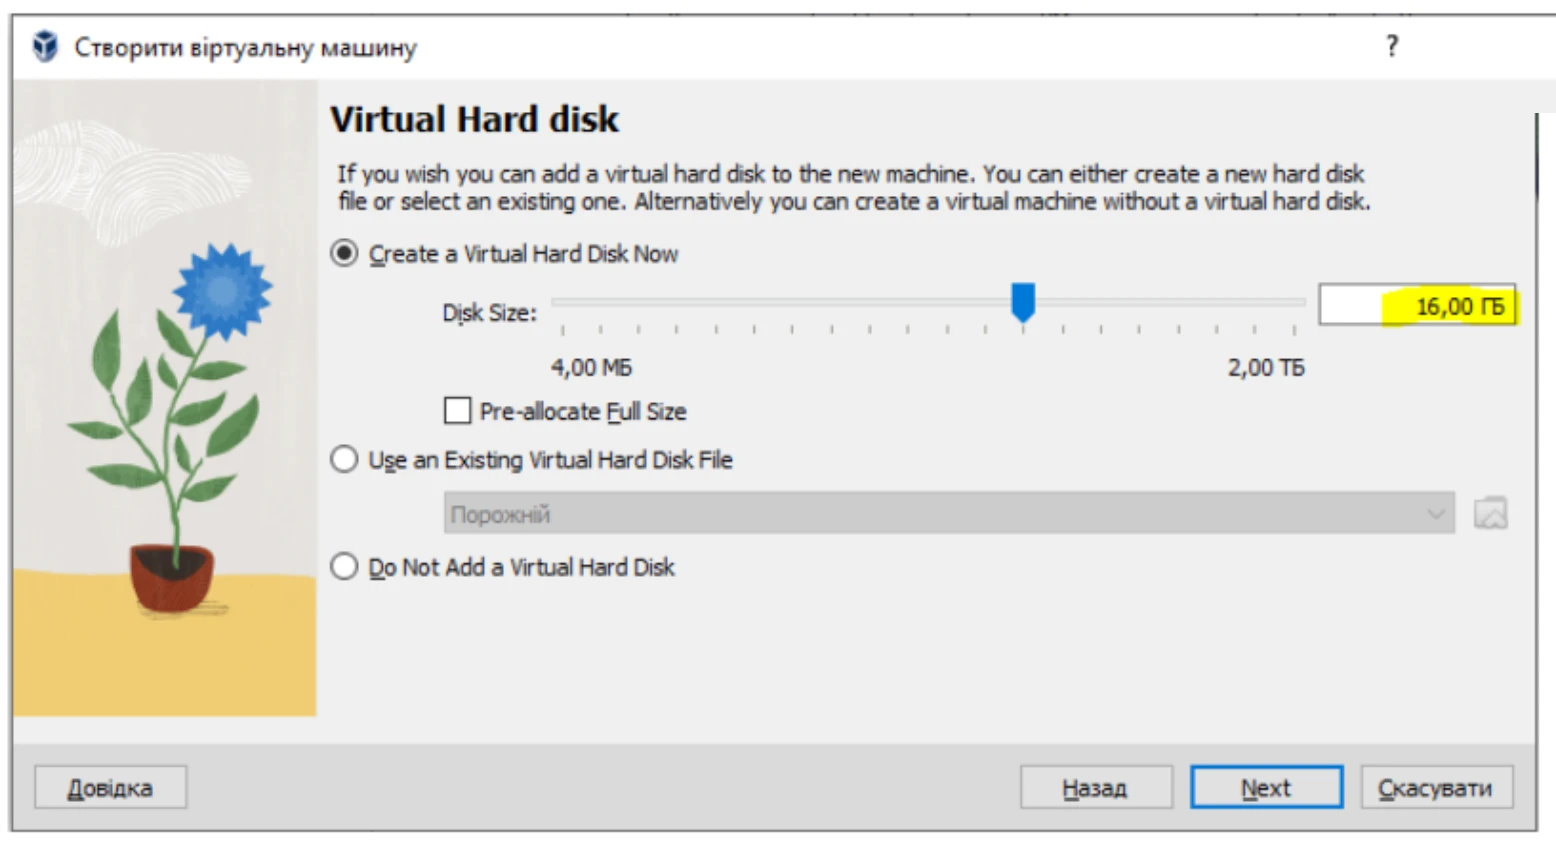 Створити віртуальну машину
?
Virtual Hard disk
If you wish you can add a virtual hard disk to the new machine. You can either create a new hard disk
file or select an existing one. Alternatively you can create a virtual machine without a virtual hard disk.
Create a Virtual Hard Disk Now
Disk Size:
16,00 ГБ
4,00 МБ
2,00 ТБ
Pre-allocate Full Size
Use an Existing Virtual Hard Disk File
Порожній
Do Not Add a Virtual Hard Disk
Довідка
Назад
Next
Скасувати